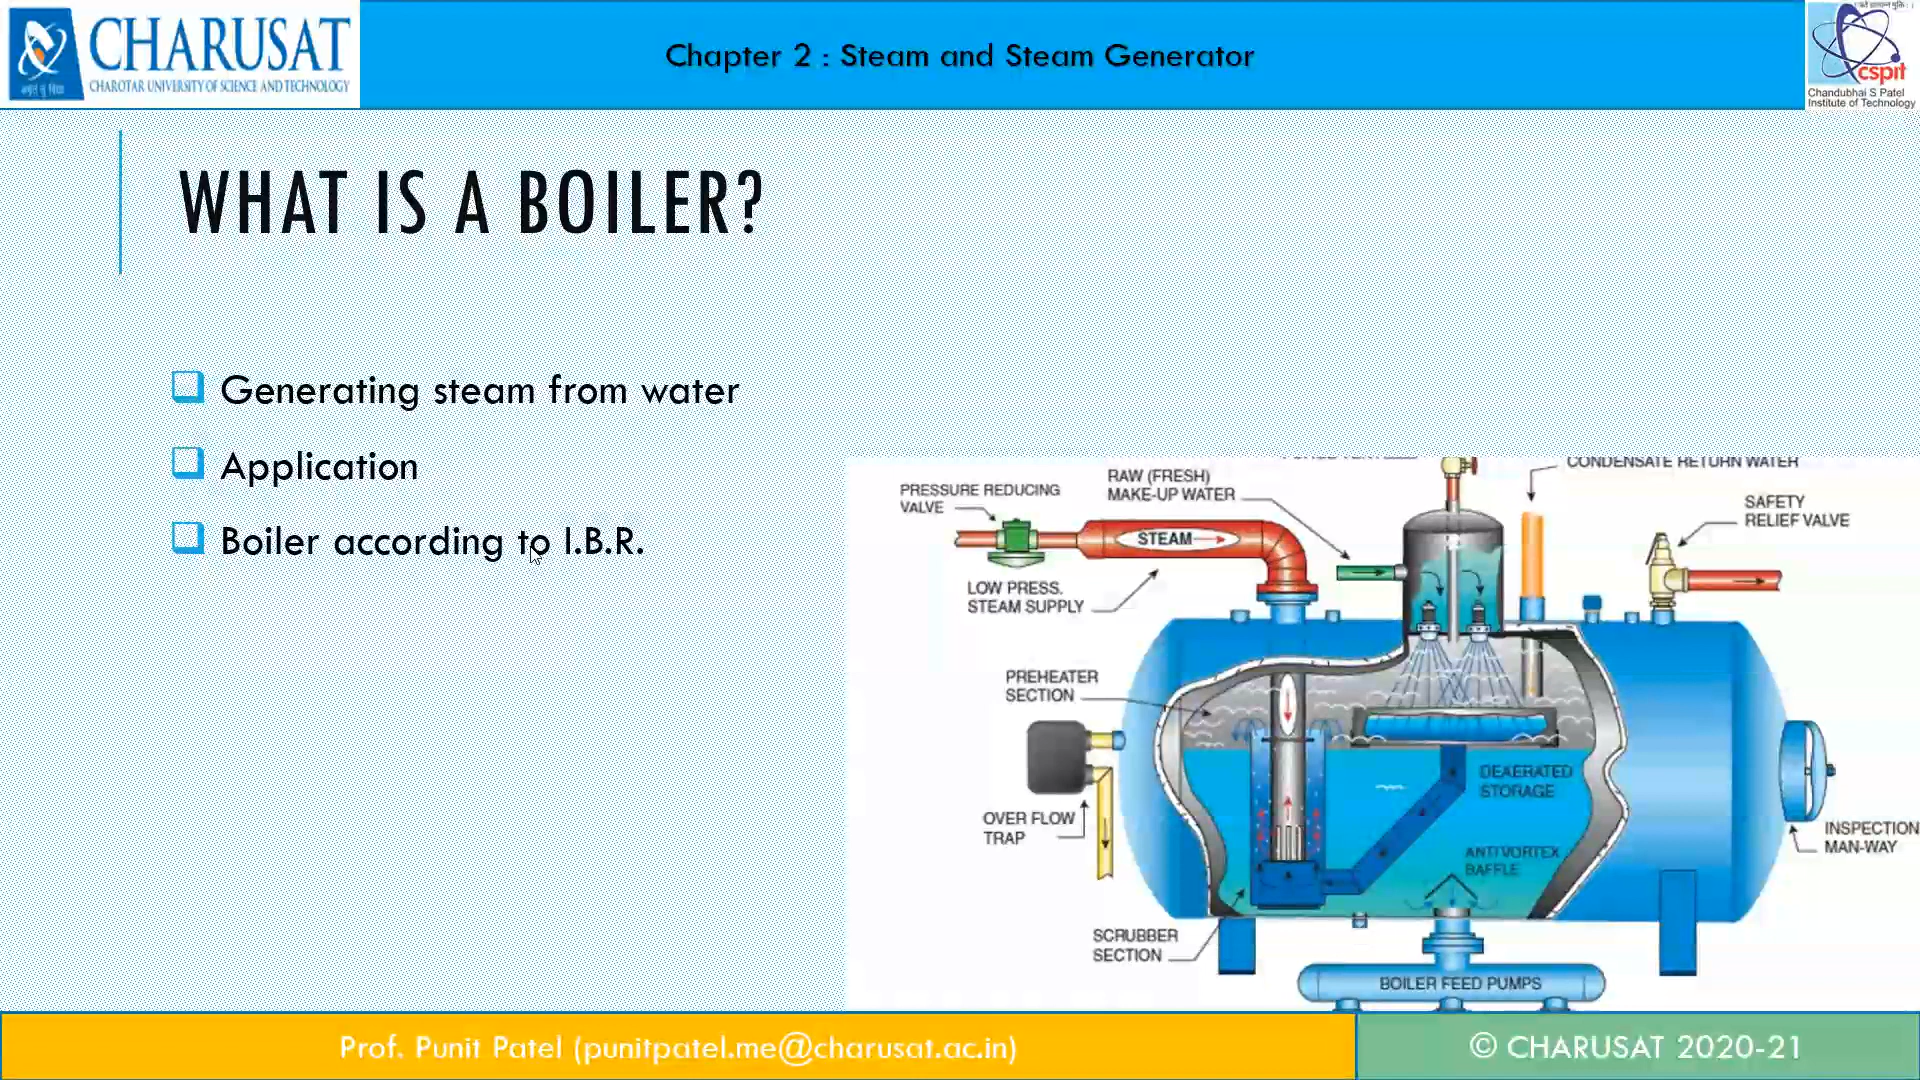 CHARUSAT
CHAROTAR UNIVERSITY OF SCIENCE AND TECHNOLOGY
Chapter 2 : Steam and Steam Generator
cspit
Chandubhai S Patel
Institute of Technology
WHAT IS A BOILER?
Generating steam from water
Application
Boiler according to I.B.R.
CONDENSATE RETURN WATER
RAW (FRESH)
MAKE-UP WATER
PRESSURE REDUCING
VALVE
SAFETY
RELIEF VALVE
STEAM
LOW PRESS.
STEAM SUPPLY
PREHEATER
SECTION
DEAERATED
STORAGE
OVER FLOW
TRAP
INSPECTION
MAN-WAY
ANTI VORTEX
BAFFLE
SCRUBBER
SECTION
BOILER FEED PUMPS
Prof. Punit Patel (punitpatel.me@charusat.ac.in)
© CHARUSAT 2020-21